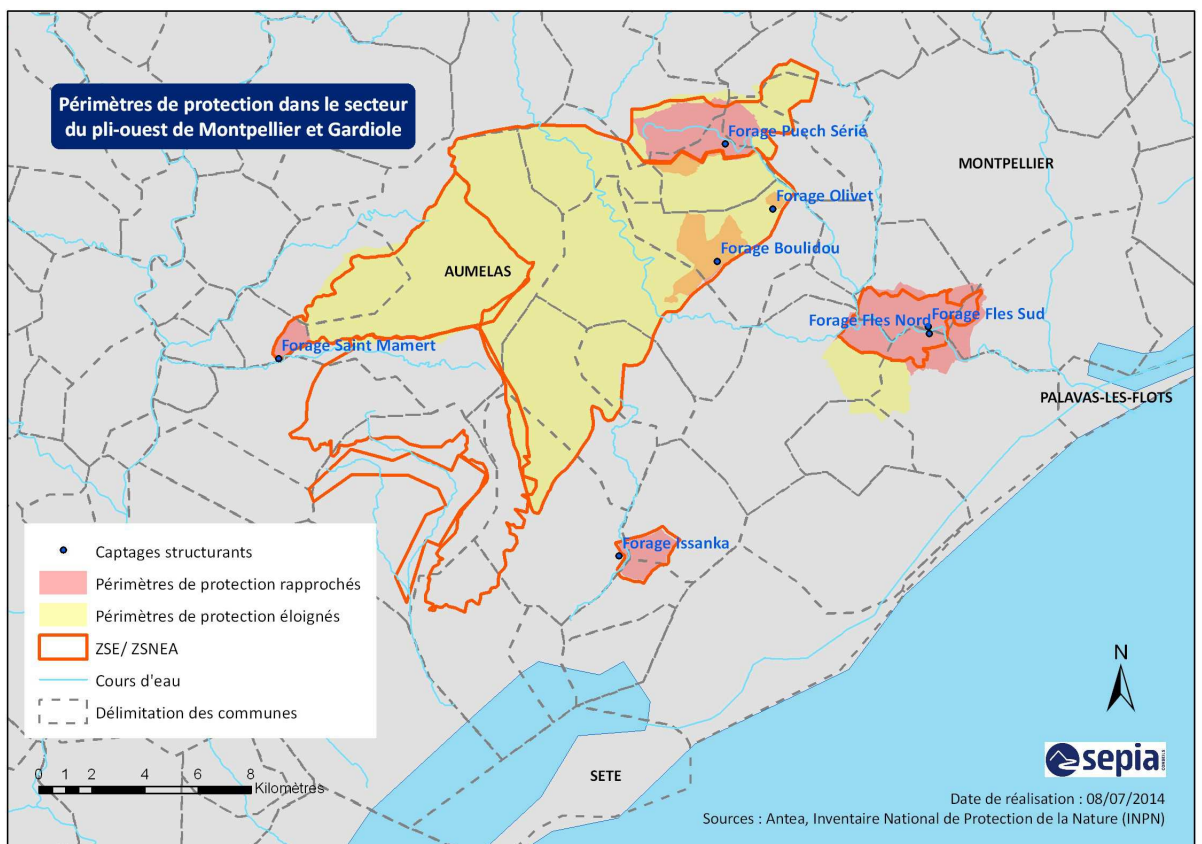 Périmètres de protection dans le secteur
du pli-ouest de Montpellier et Gardiole
Forage Puech Sérié
MONTPELLIER
Forage Olivet
Forage Boulidou
AUMELAS
Forage Fles Nord
Forage Fles Sud
Forage Saint Mamert
PALAVAS-LES-FLOTS
Forage Issanka
Captages structurants
Périmètres de protection rapprochés
Périmètres de protection éloignés
ZSE/ ZSNEA
Cours d'eau
Délimitation des communes
N
0 1 2 4 6 8
Kilomètres
SETE
sepia
CONSEILS
Date de réalisation : 08/07/2014
Sources : Antea, Inventaire National de Protection de la Nature (INPN)